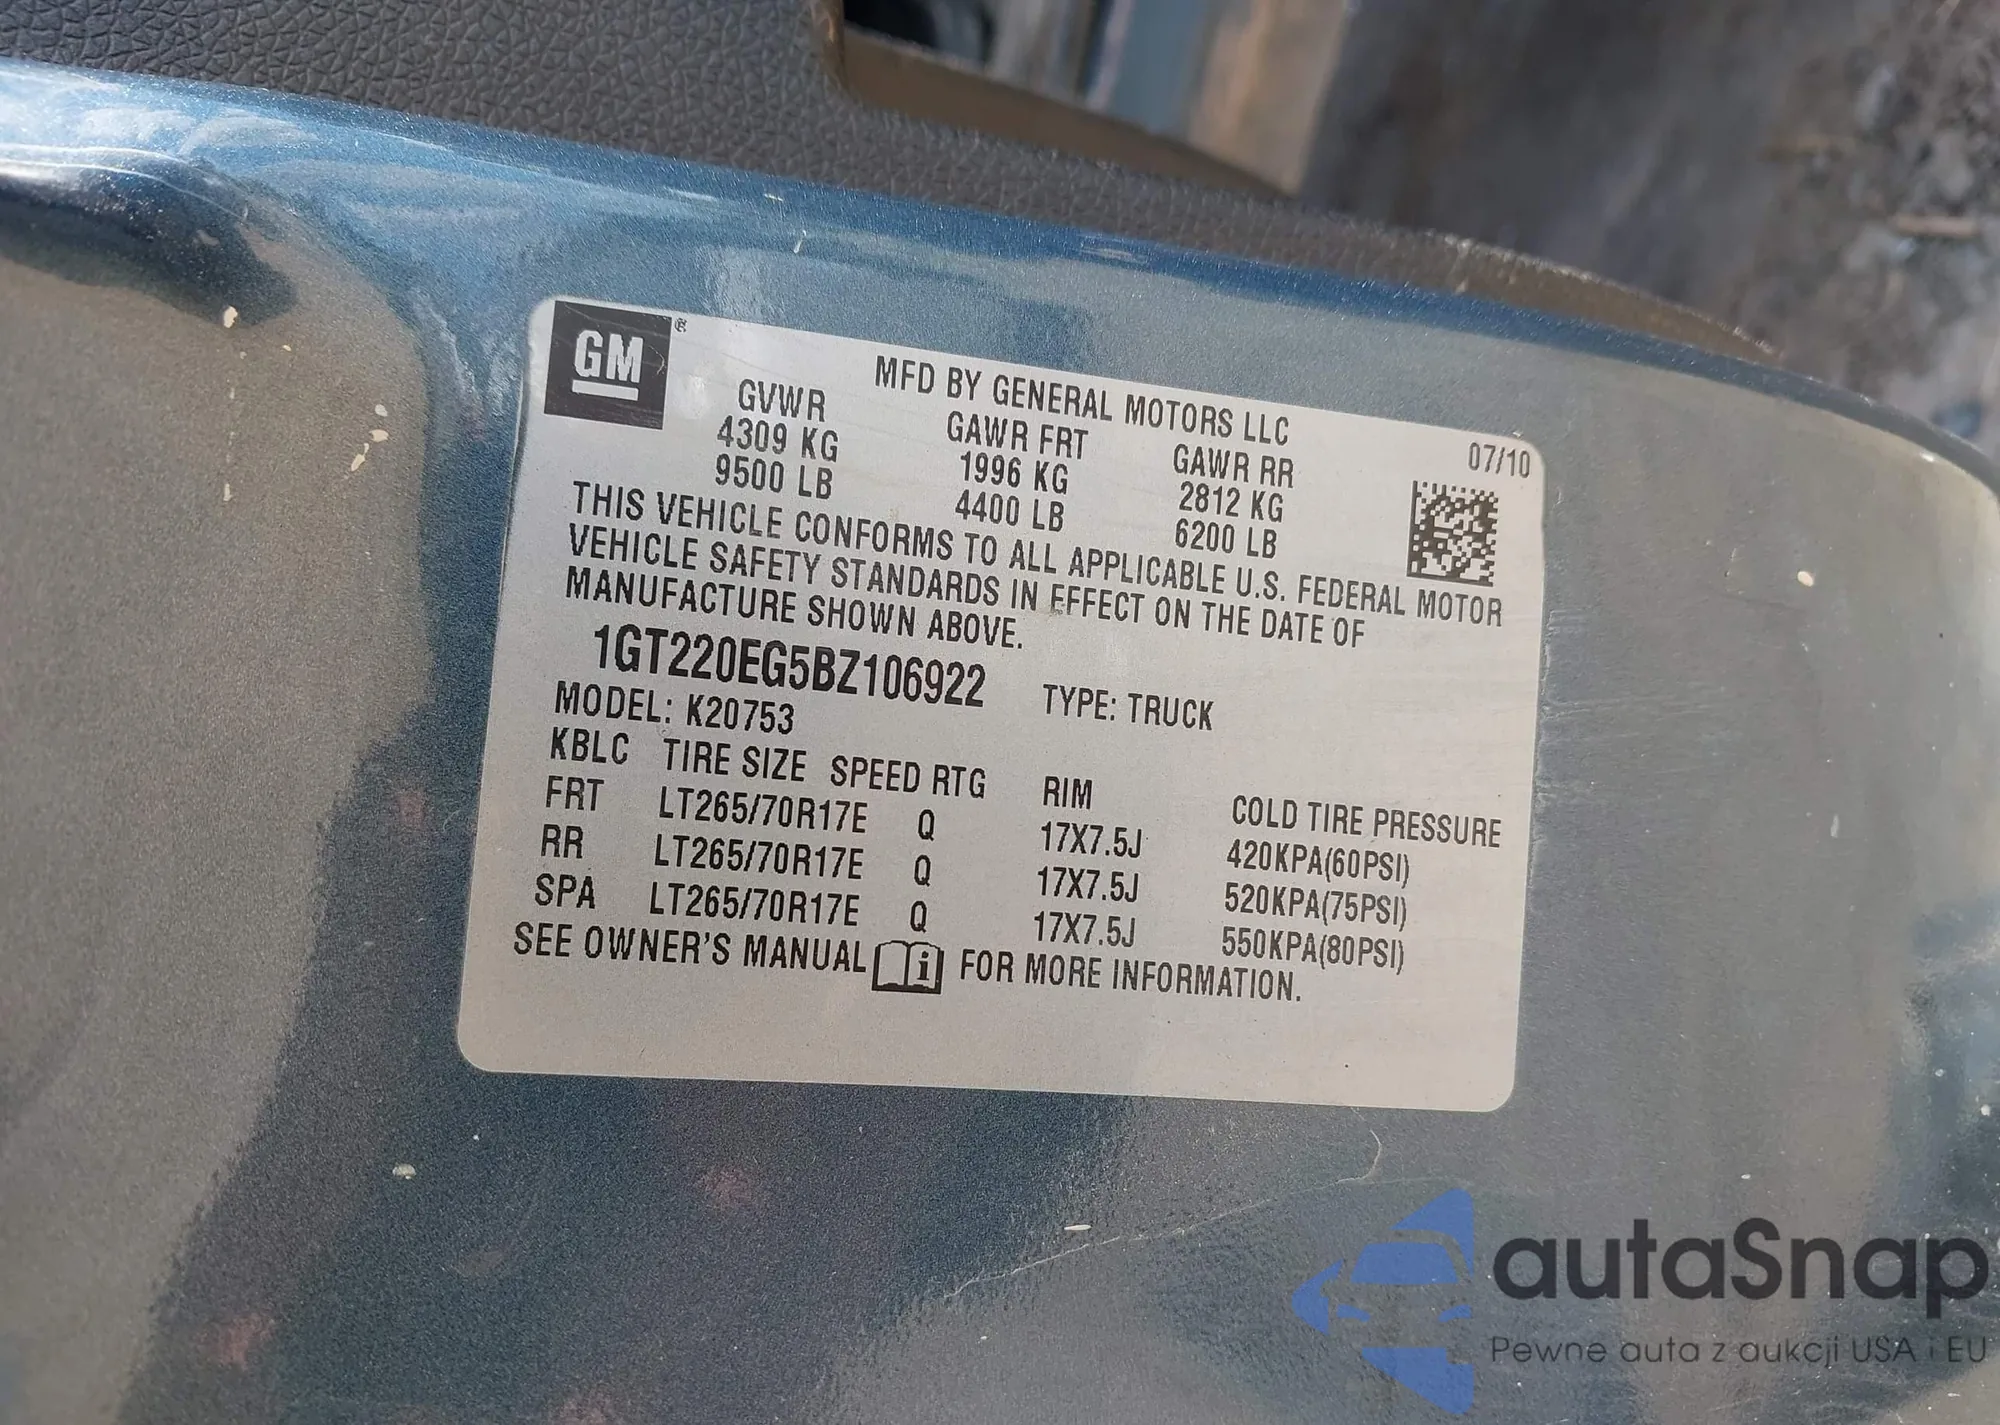 GM
MFD BY GENERAL MOTORS LLC 07/10
GVWR GAWR FRT GAWR RR
4309 KG 1996 KG 2812 KG
9500 LB 4400 LB 6200 LB
THIS VEHICLE CONFORMS TO ALL APPLICABLE U.S. FEDERAL MOTOR
VEHICLE SAFETY STANDARDS IN EFFECT ON THE DATE OF
MANUFACTURE SHOWN ABOVE.
1GT220EG5BZ106922 TYPE: TRUCK
MODEL: K20753
KBLC TIRE SIZE SPEED RTG RIM COLD TIRE PRESSURE
FRT LT265/70R17E Q 17X7.5J 420KPA(60PSI)
RR LT265/70R17E Q 17X7.5J 520KPA(75PSI)
SPA LT265/70R17E Q 17X7.5J 550KPA(80PSI)
SEE OWNER'S MANUAL i FOR MORE INFORMATION.
autaSnap
Pewne auta z aukcji USA i EU